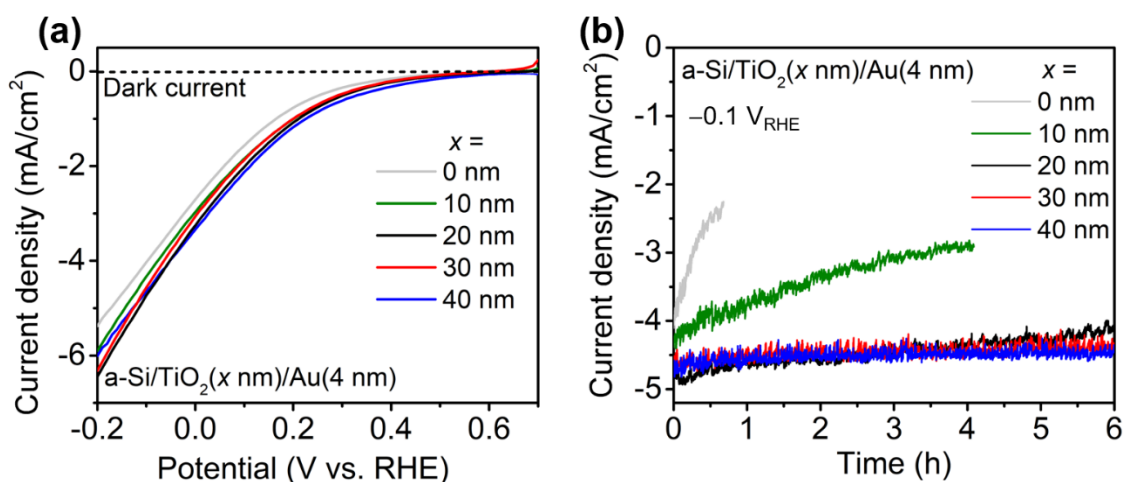 (a)
0
-2
-4
-6
Current density (mA/cm²)
Dark current
x =
0 nm
10 nm
20 nm
30 nm
40 nm
a-Si/TiO₂(x nm)/Au(4 nm)
-0.2 0.0 0.2 0.4 0.6
Potential (V vs. RHE)
(b)
0
-1
-2
-3
-4
-5
Current density (mA/cm²)
a-Si/TiO₂(x nm)/Au(4 nm)
−0.1 V_RHE
x =
0 nm
10 nm
20 nm
30 nm
40 nm
0 1 2 3 4 5 6
Time (h)